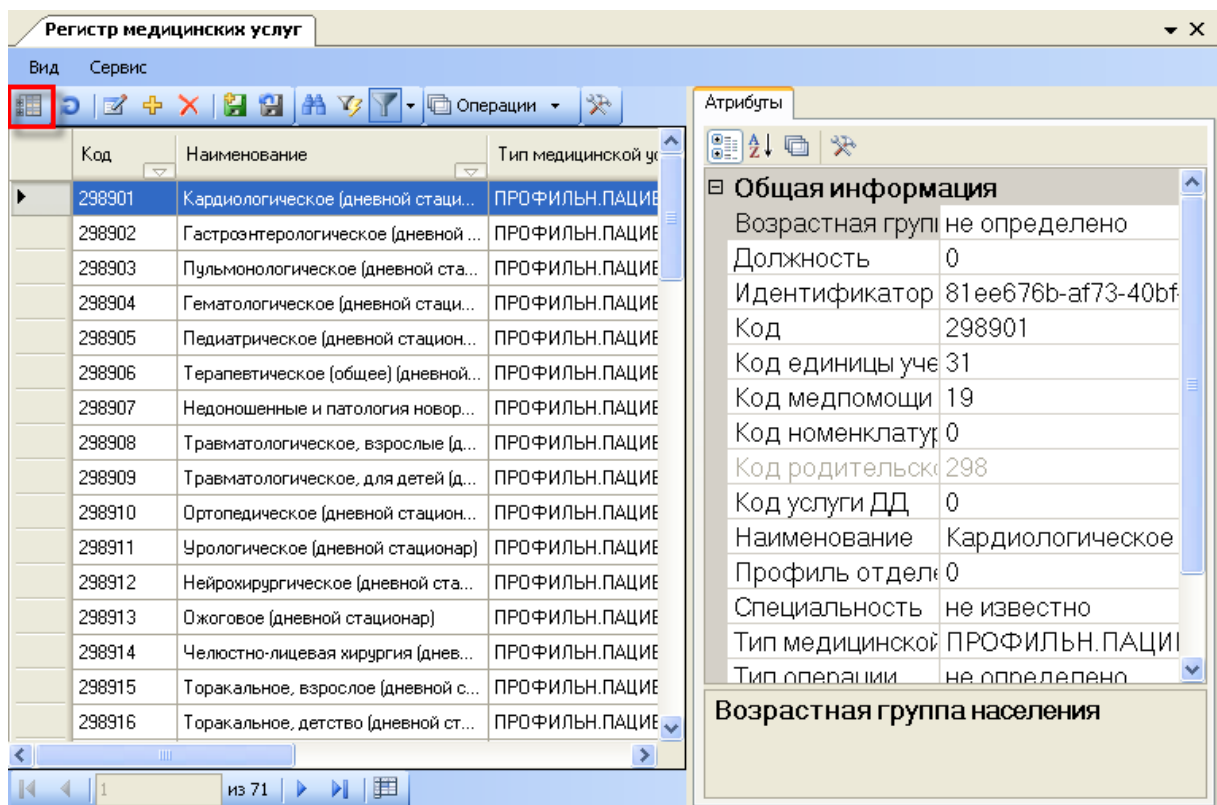 Регистр медицинских услуг
Вид Сервис
Операции
Код Наименование Тип медицинской ус
298901 Кардиологическое (дневной стаци... ПРОФИЛЬН.ПАЦИЕ
298902 Гастроэнтерологическое (дневной ... ПРОФИЛЬН.ПАЦИЕ
298903 Пульмонологическое (дневной ста... ПРОФИЛЬН.ПАЦИЕ
298904 Гематологическое (дневной стаци... ПРОФИЛЬН.ПАЦИЕ
298905 Педиатрическое (дневной стацион... ПРОФИЛЬН.ПАЦИЕ
298906 Терапевтическое (общее) (дневной... ПРОФИЛЬН.ПАЦИЕ
298907 Недоношенные и патология новор... ПРОФИЛЬН.ПАЦИЕ
298908 Травматологическое, взрослые (д... ПРОФИЛЬН.ПАЦИЕ
298909 Травматологическое, для детей (д... ПРОФИЛЬН.ПАЦИЕ
298910 Ортопедическое (дневной стацион... ПРОФИЛЬН.ПАЦИЕ
298911 Урологическое (дневной стационар) ПРОФИЛЬН.ПАЦИЕ
298912 Нейрохирургическое (дневной ста... ПРОФИЛЬН.ПАЦИЕ
298913 Ожоговое (дневной стационар) ПРОФИЛЬН.ПАЦИЕ
298914 Челюстно-лицевая хирургия (днев... ПРОФИЛЬН.ПАЦИЕ
298915 Торакальное, взрослое (дневной с... ПРОФИЛЬН.ПАЦИЕ
298916 Торакальное, детство (дневной ст... ПРОФИЛЬН.ПАЦИЕ
1 из 71
Атрибуты
Общая информация
Возрастная групп не определено
Должность 0
Идентификатор 81ee676b-af73-40bf-
Код 298901
Код единицы уче 31
Код медпомощи 19
Код номенклатур 0
Код родительско 298
Код услуги ДД 0
Наименование Кардиологическое
Профиль отделе 0
Специальность не известно
Тип медицинской ПРОФИЛЬН.ПАЦИ
Тип операции не определено
Возрастная группа населения